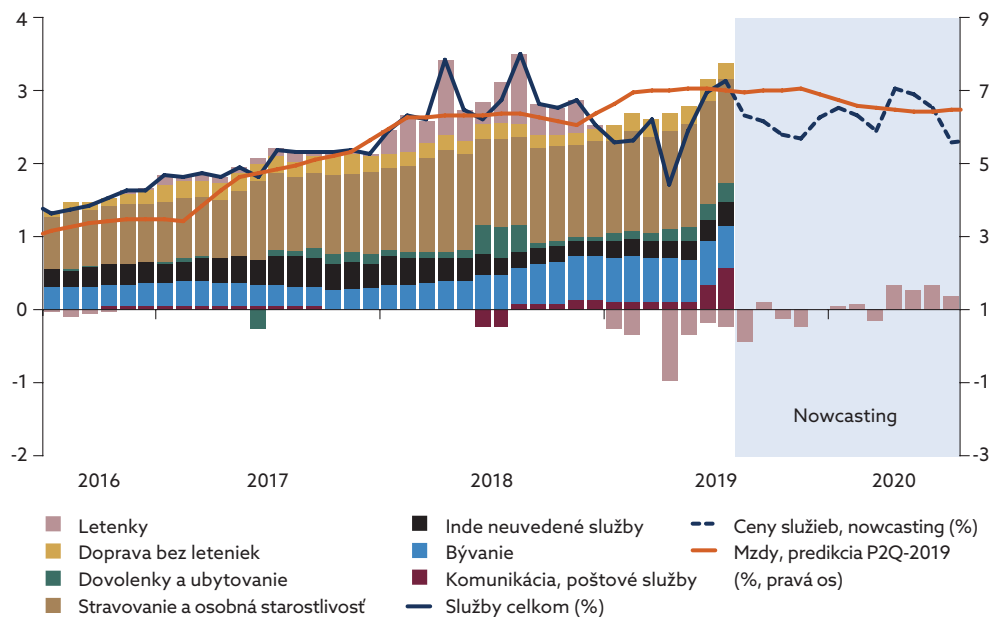 4
3
2
1
0
-1
-2
9
7
5
3
1
-1
-3
Nowcasting
2016 2017 2018 2019 2020
Letenky
Doprava bez leteniek
Dovolenky a ubytovanie
Stravovanie a osobná starostlivosť
Inde neuvedené služby
Bývanie
Komunikácia, poštové služby
Služby celkom (%)
Ceny služieb, nowcasting (%)
Mzdy, predikcia P2Q-2019
(%, pravá os)